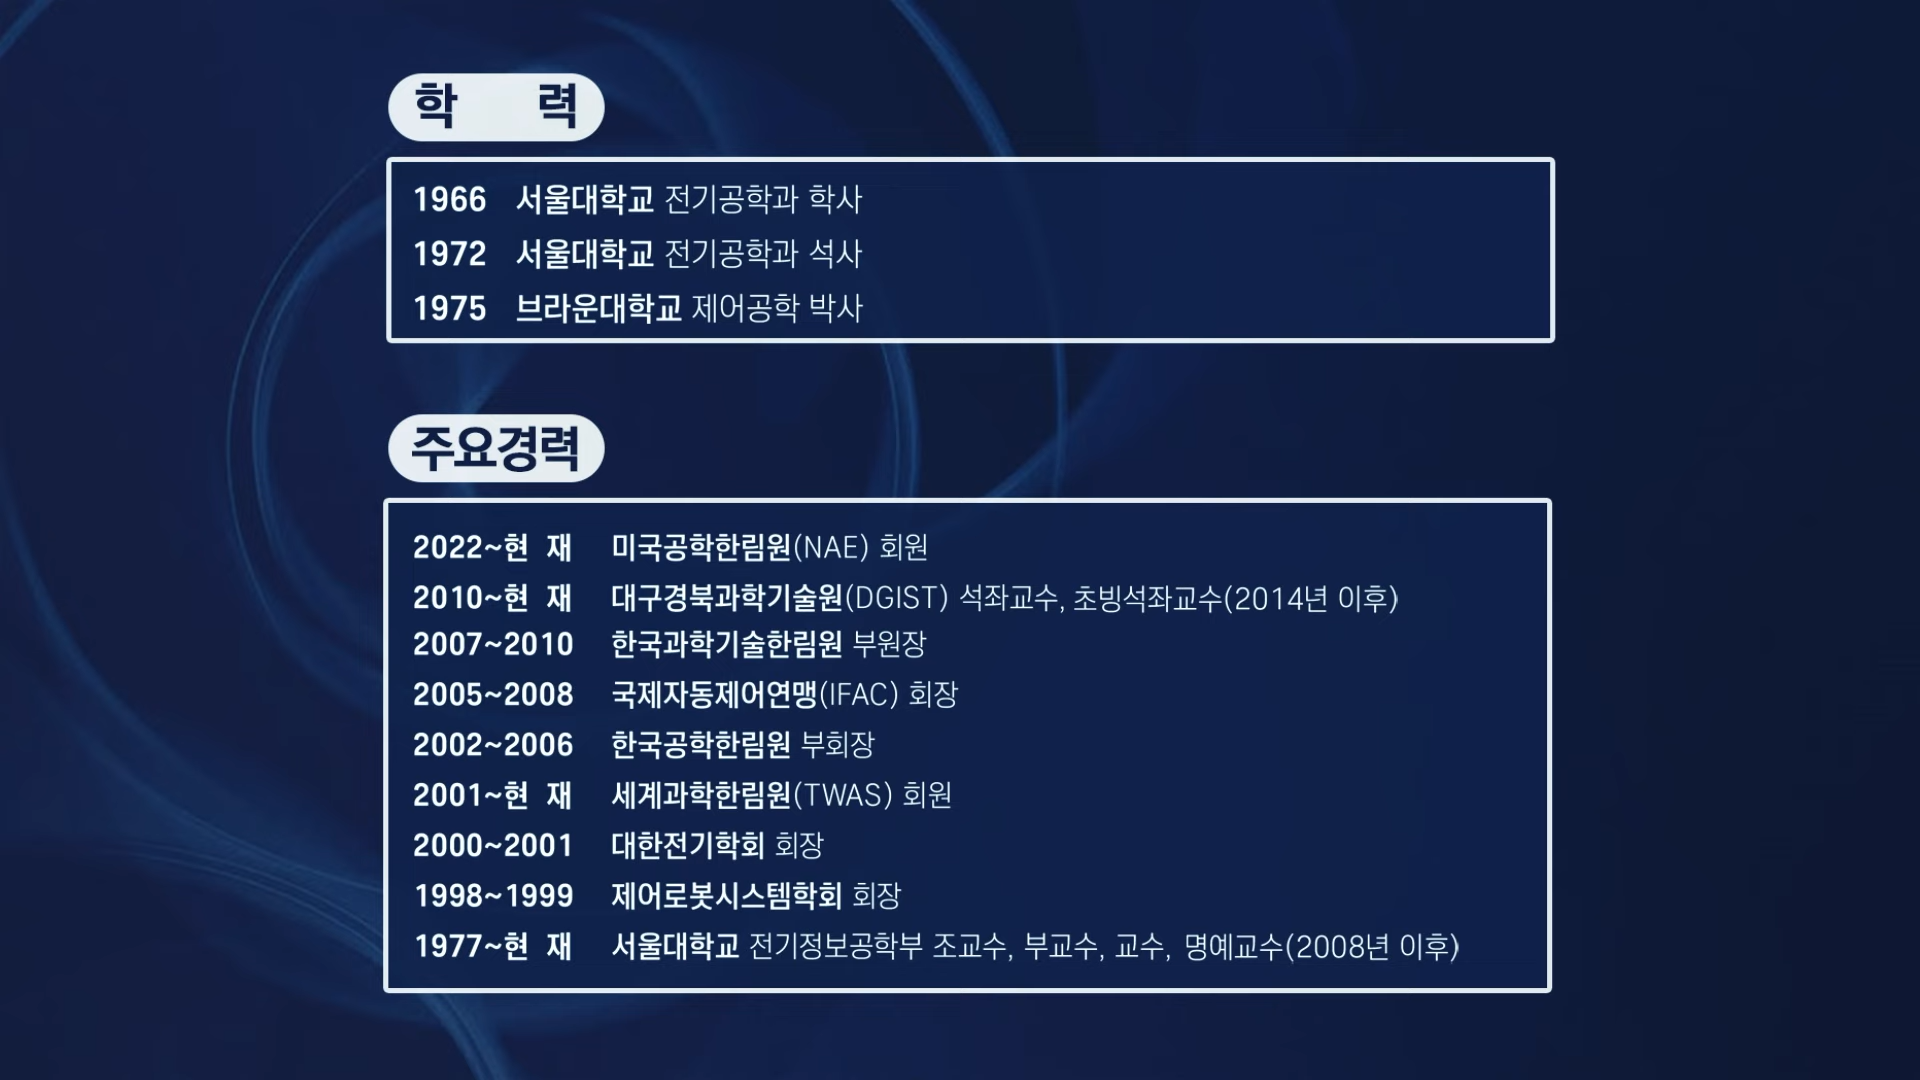 학 력
1966 서울대학교 전기공학과 학사
1972 서울대학교 전기공학과 석사
1975 브라운대학교 제어공학 박사
주요경력
2022~현 재 미국공학한림원(NAE) 회원
2010~현 재 대구경북과학기술원(DGIST) 석좌교수, 초빙석좌교수(2014년 이후)
2007~2010 한국과학기술한림원 부원장
2005~2008 국제자동제어연맹(IFAC) 회장
2002~2006 한국공학한림원 부회장
2001~현 재 세계과학한림원(TWAS) 회원
2000~2001 대한전기학회 회장
1998~1999 제어로봇시스템학회 회장
1977~현 재 서울대학교 전기정보공학부 조교수, 부교수, 교수, 명예교수(2008년 이후)